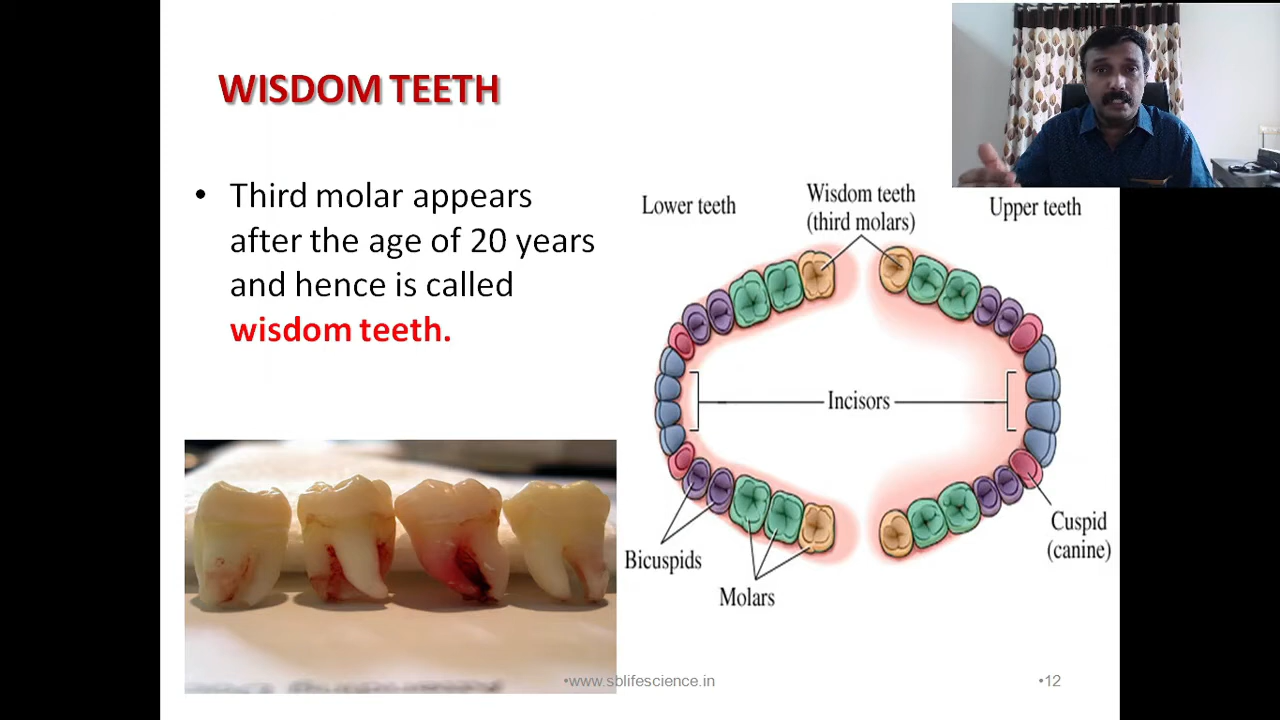 WISDOM TEETH
• Third molar appears
after the age of 20 years
and hence is called
wisdom teeth.
Lower teeth
Wisdom teeth
(third molars)
Upper teeth
Incisors
Bicuspids
Molars
Cuspid
(canine)
•www.sblifescience.in
•12